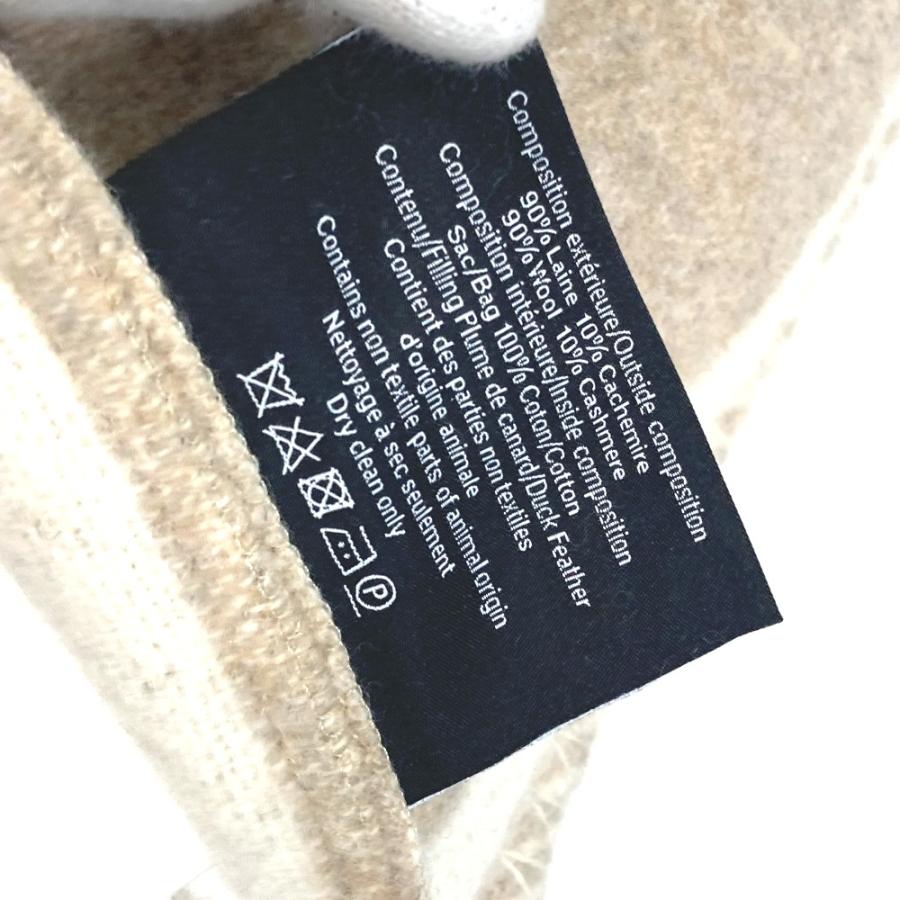 Composition extérieure/Outside composition
90% Laine 10% Cachemire
90% Wool 10% Cashmere
Composition intérieure/Inside composition
Sac/Bag 100% Coton/Cotton
Contenu/Filling Plume de canard/Duck Feather
Contient des parties non textiles
d'origine animale
Contains non textile parts of animal origin
Nettoyage à sec seulement
Dry clean only
P